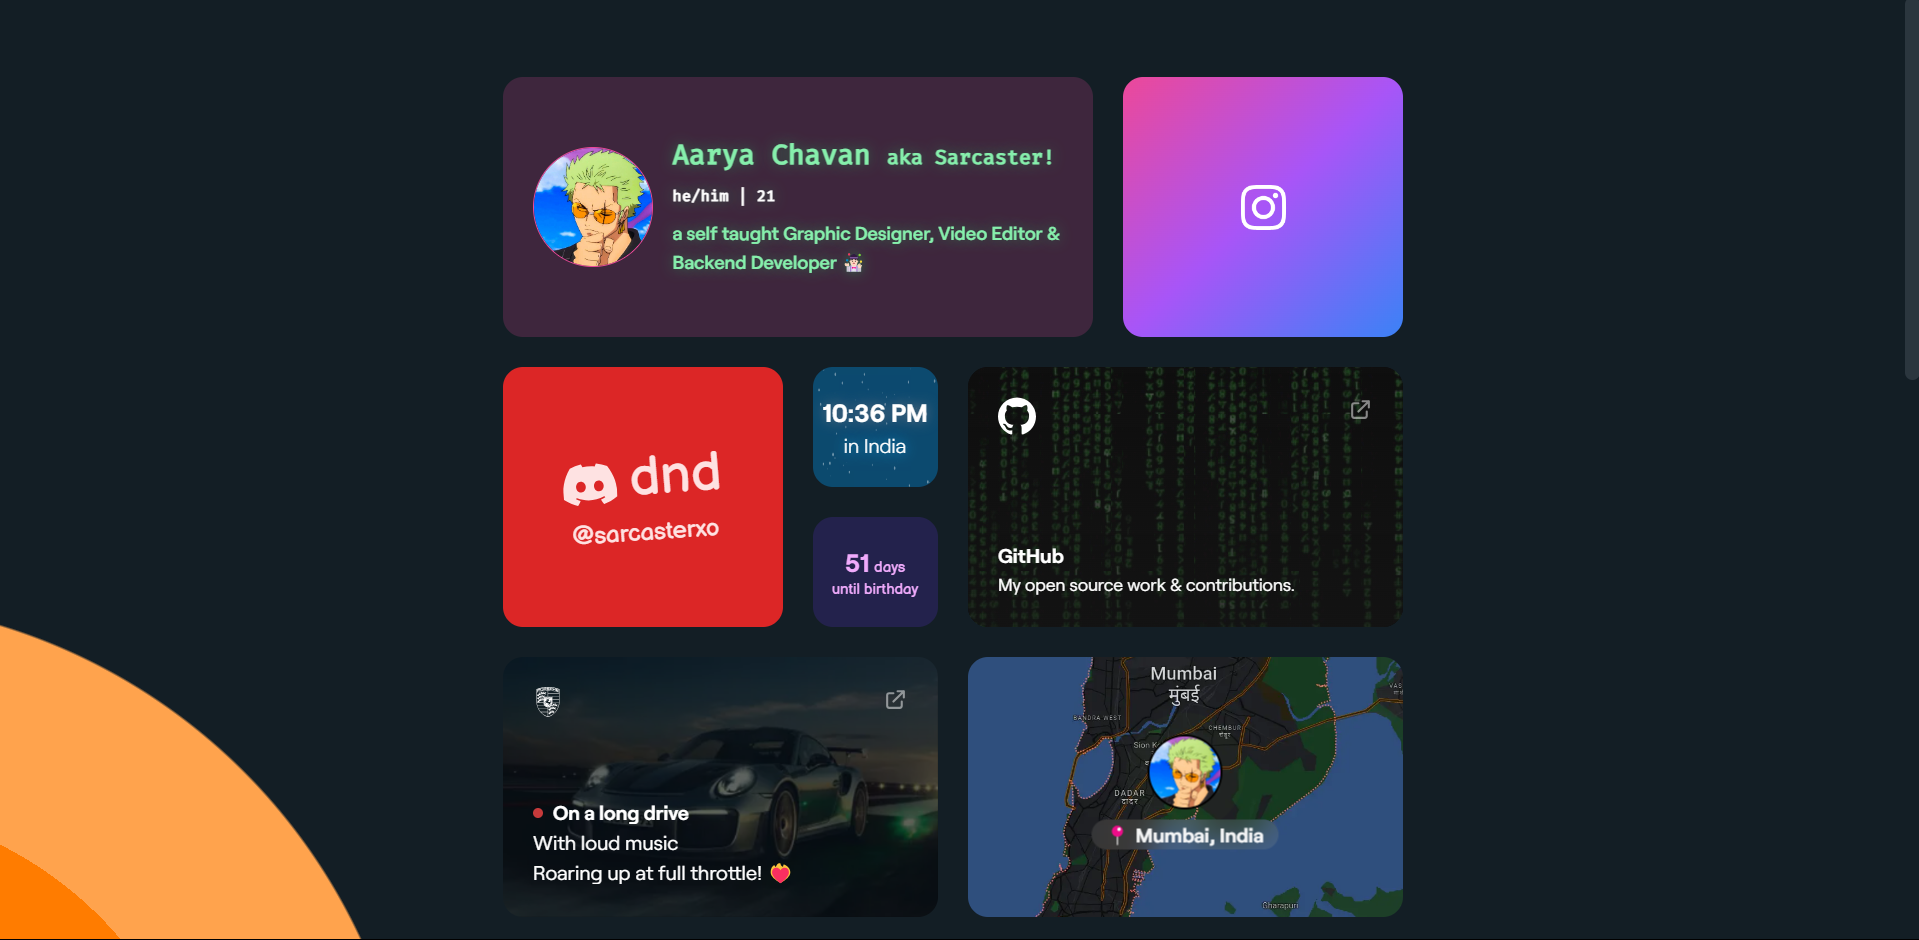 Aarya Chavan aka Sarcaster!
he/him | 21
a self taught Graphic Designer, Video Editor &
Backend Developer
dnd
@sarcasterxo
10:36 PM
in India
51 days
until birthday
GitHub
My open source work & contributions.
On a long drive
With loud music
Roaring up at full throttle!
Mumbai
मुंबई
BANDRA WEST
CHEMBUR
चेंबूर
Sion
DADAR
दादर
Mumbai, India
Gharapuri